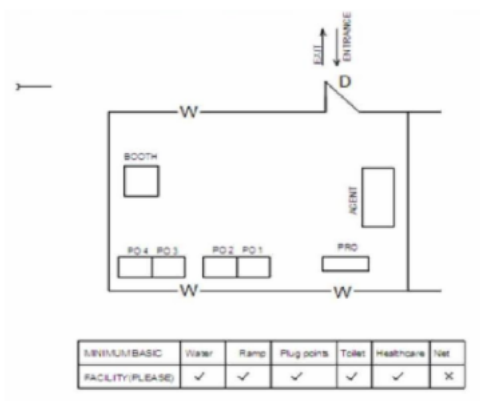 EXIT
ENTRANCE
D
W
BOOTH
AGENT
PO 4 PO 3 PO 2 PO 1 PRO
W W
MINIMUM BASIC Water Ramp Plug points Toilet Healthcare Net
FACILITY(PLEASE) ✓ ✓ ✓ ✓ ✓ ×